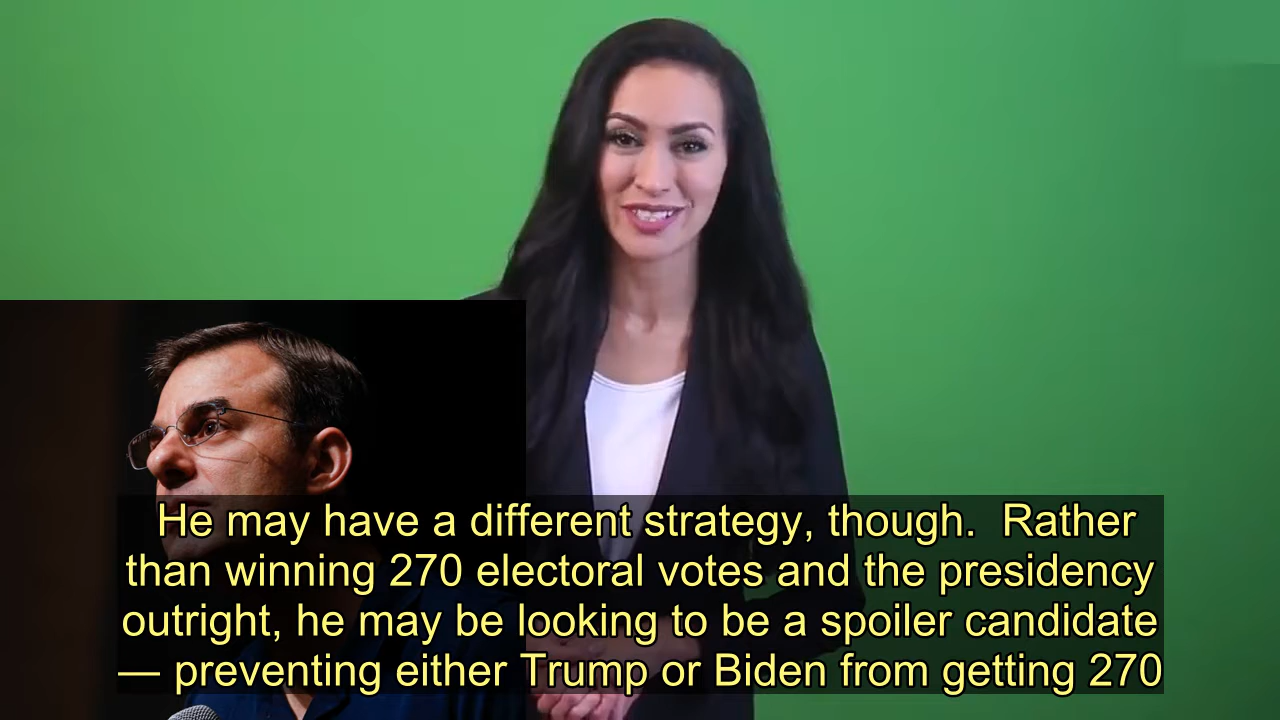 He may have a different strategy, though.  Rather
than winning 270 electoral votes and the presidency
outright, he may be looking to be a spoiler candidate
— preventing either Trump or Biden from getting 270